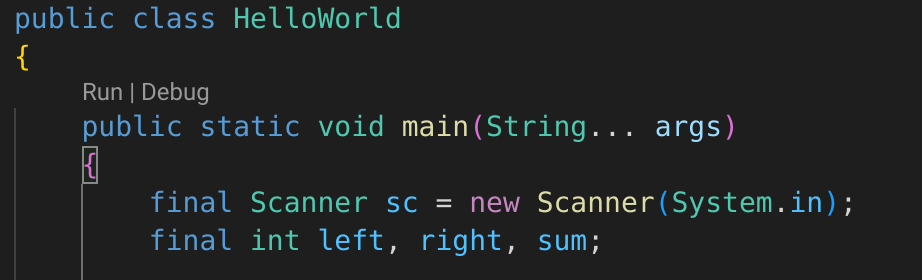 public class HelloWorld
{
Run | Debug
public static void main(String... args)
{
final Scanner sc = new Scanner(System.in);
final int left, right, sum;